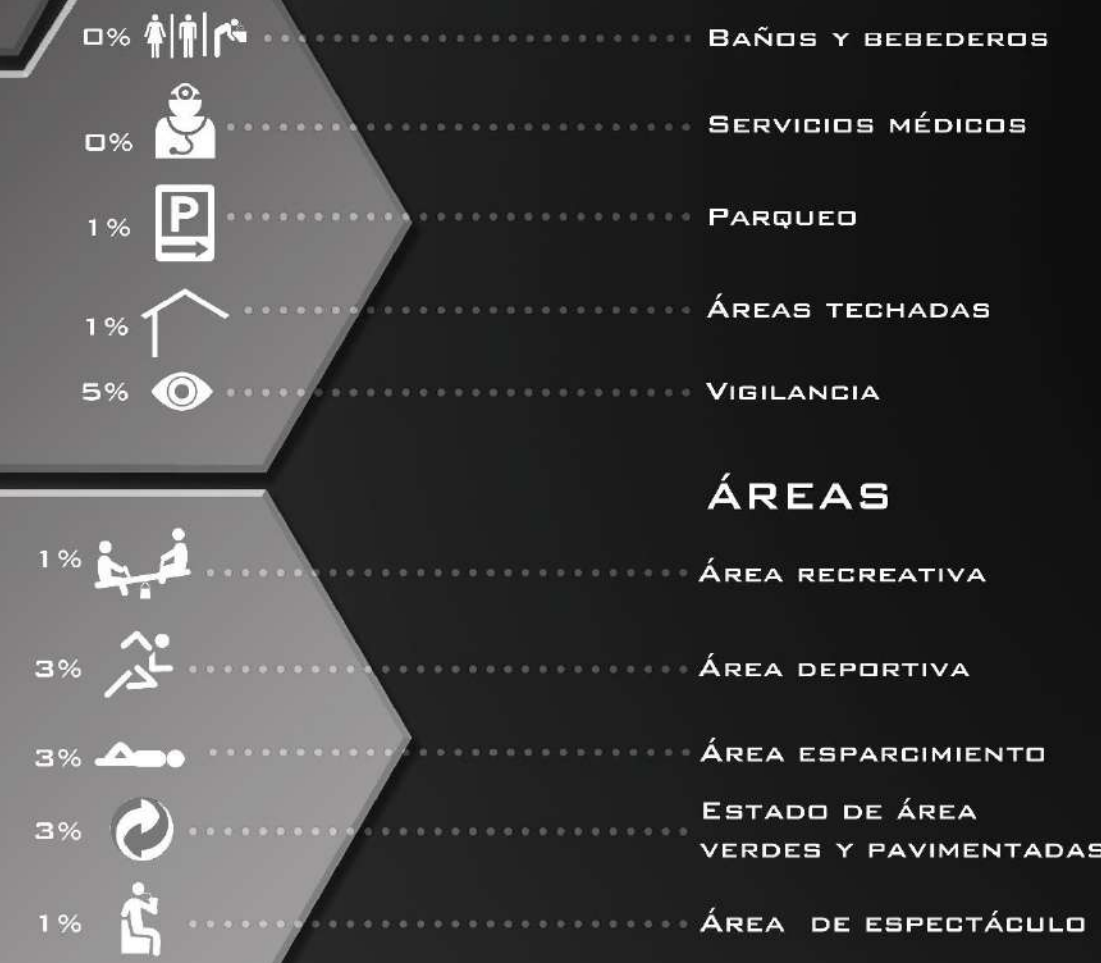 0% BAÑOS Y BEBEDEROS
0% SERVICIOS MÉDICOS
1% P PARQUEO
1% ÁREAS TECHADAS
5% VIGILANCIA
ÁREAS
1% ÁREA RECREATIVA
3% ÁREA DEPORTIVA
3% ÁREA ESPARCIMIENTO
3% ESTADO DE ÁREA
VERDES Y PAVIMENTADAS
1% ÁREA DE ESPECTÁCULO